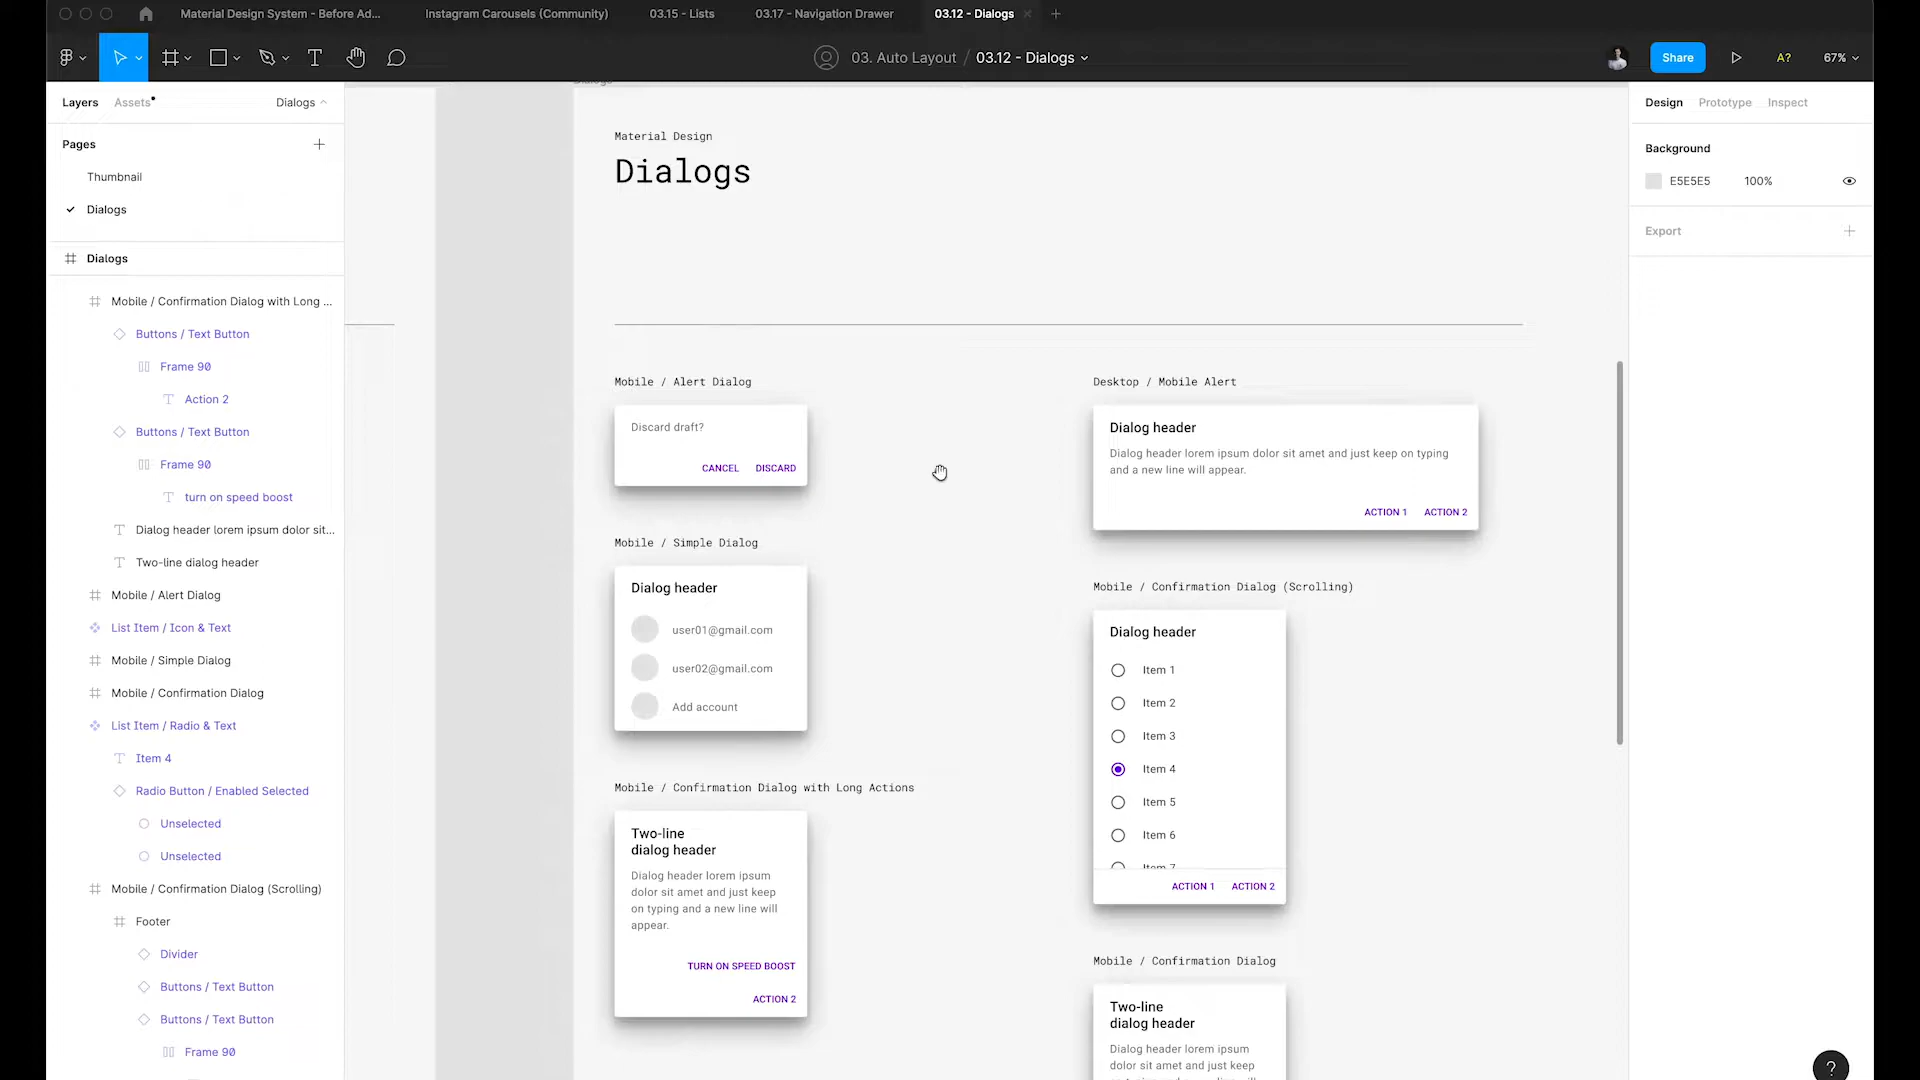 Material Design System - Before Ad...
Instagram Carousels (Community)
03.15 - Lists
03.17 - Navigation Drawer
03.12 - Dialogs
03. Auto Layout / 03.12 - Dialogs
Share
A?
67%
Layers
Assets
Dialogs
Pages
Thumbnail
Dialogs
Dialogs
Mobile / Confirmation Dialog with Long ...
Buttons / Text Button
Frame 90
Action 2
Buttons / Text Button
Frame 90
turn on speed boost
Dialog header lorem ipsum dolor sit...
Two-line dialog header
Mobile / Alert Dialog
List Item / Icon & Text
Mobile / Simple Dialog
Mobile / Confirmation Dialog
List Item / Radio & Text
Item 4
Radio Button / Enabled Selected
Unselected
Unselected
Mobile / Confirmation Dialog (Scrolling)
Footer
Divider
Buttons / Text Button
Buttons / Text Button
Frame 90
Material Design
Dialogs
Mobile / Alert Dialog
Discard draft?
CANCEL
DISCARD
Mobile / Simple Dialog
Dialog header
user01@gmail.com
user02@gmail.com
Add account
Mobile / Confirmation Dialog with Long Actions
Two-line
dialog header
Dialog header lorem ipsum
dolor sit amet and just keep
on typing and a new line will
appear.
TURN ON SPEED BOOST
ACTION 2
Desktop / Mobile Alert
Dialog header
Dialog header lorem ipsum dolor sit amet and just keep on typing
and a new line will appear.
ACTION 1
ACTION 2
Mobile / Confirmation Dialog (Scrolling)
Dialog header
Item 1
Item 2
Item 3
Item 4
Item 5
Item 6
Item 7
ACTION 1
ACTION 2
Mobile / Confirmation Dialog
Two-line
dialog header
Dialog header lorem ipsum
dolor sit amet and just keep
Design
Prototype
Inspect
Background
E5E5E5
100%
Export
?